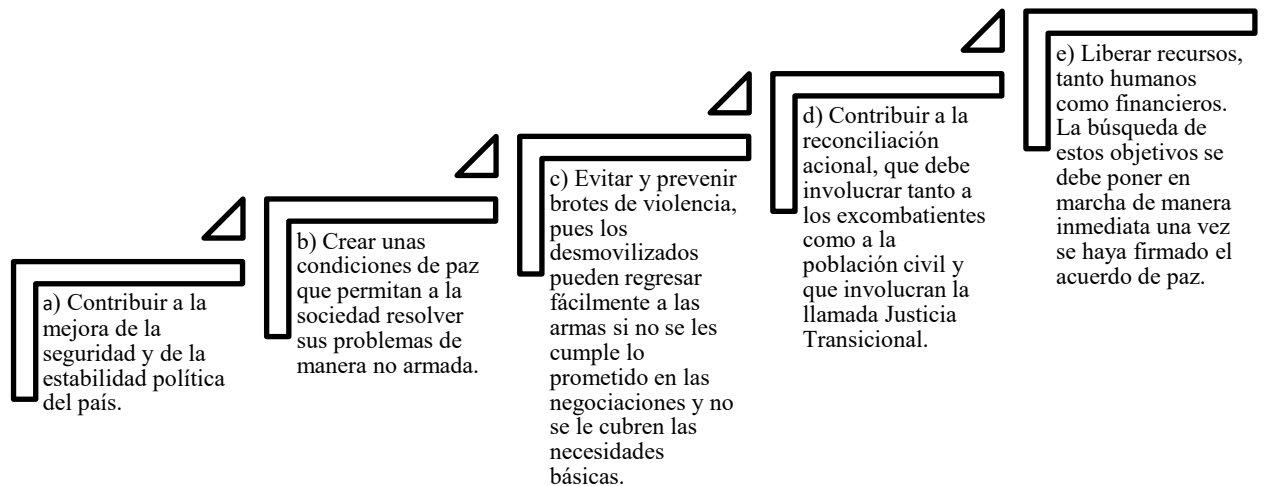 a) Contribuir a la
mejora de la
seguridad y de la
estabilidad política
del país.
b) Crear unas
condiciones de paz
que permitan a la
sociedad resolver
sus problemas de
manera no armada.
c) Evitar y prevenir
brotes de violencia,
pues los
desmovilizados
pueden regresar
fácilmente a las
armas si no se les
cumple lo
prometido en las
negociaciones y no
se le cubren las
necesidades
básicas.
d) Contribuir a la
reconciliación
acional, que debe
involucrar tanto a
los excombatientes
como a la
población civil y
que involucran la
llamada Justicia
Transicional.
e) Liberar recursos,
tanto humanos
como financieros.
La búsqueda de
estos objetivos se
debe poner en
marcha de manera
inmediata una vez
se haya firmado el
acuerdo de paz.